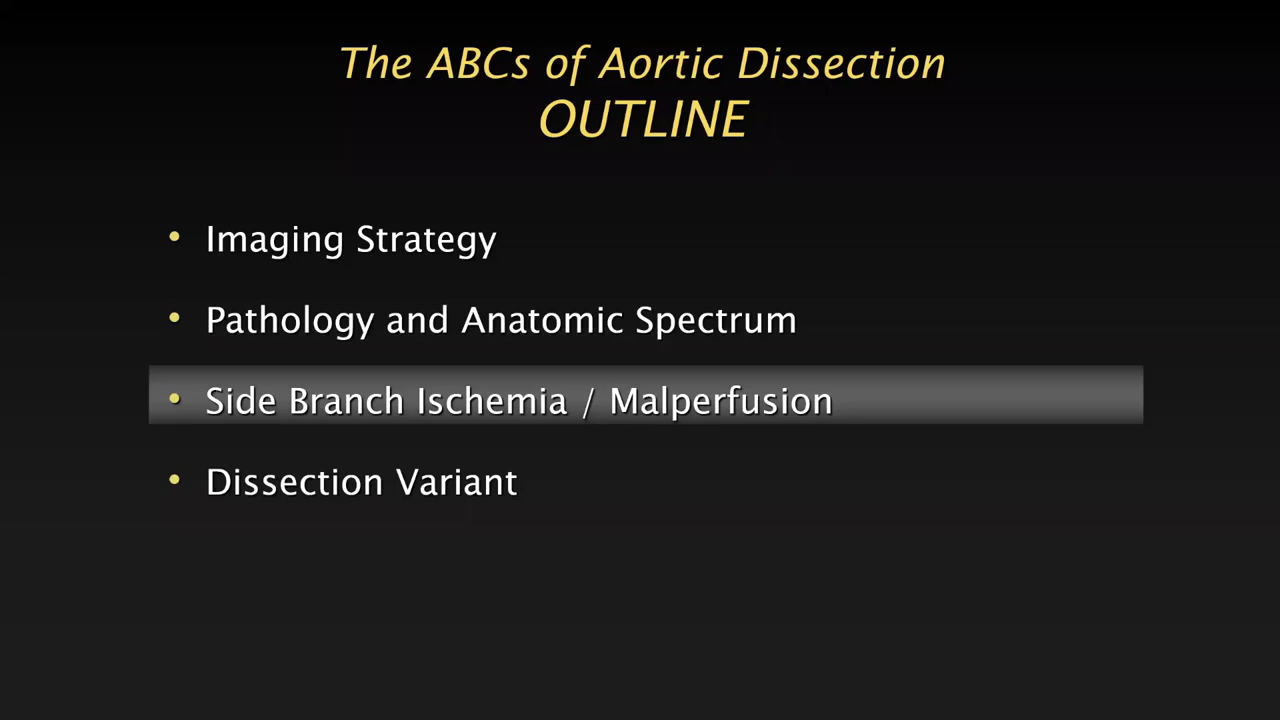 The ABCs of Aortic Dissection
OUTLINE
• Imaging Strategy
• Pathology and Anatomic Spectrum
• Side Branch Ischemia / Malperfusion
• Dissection Variant